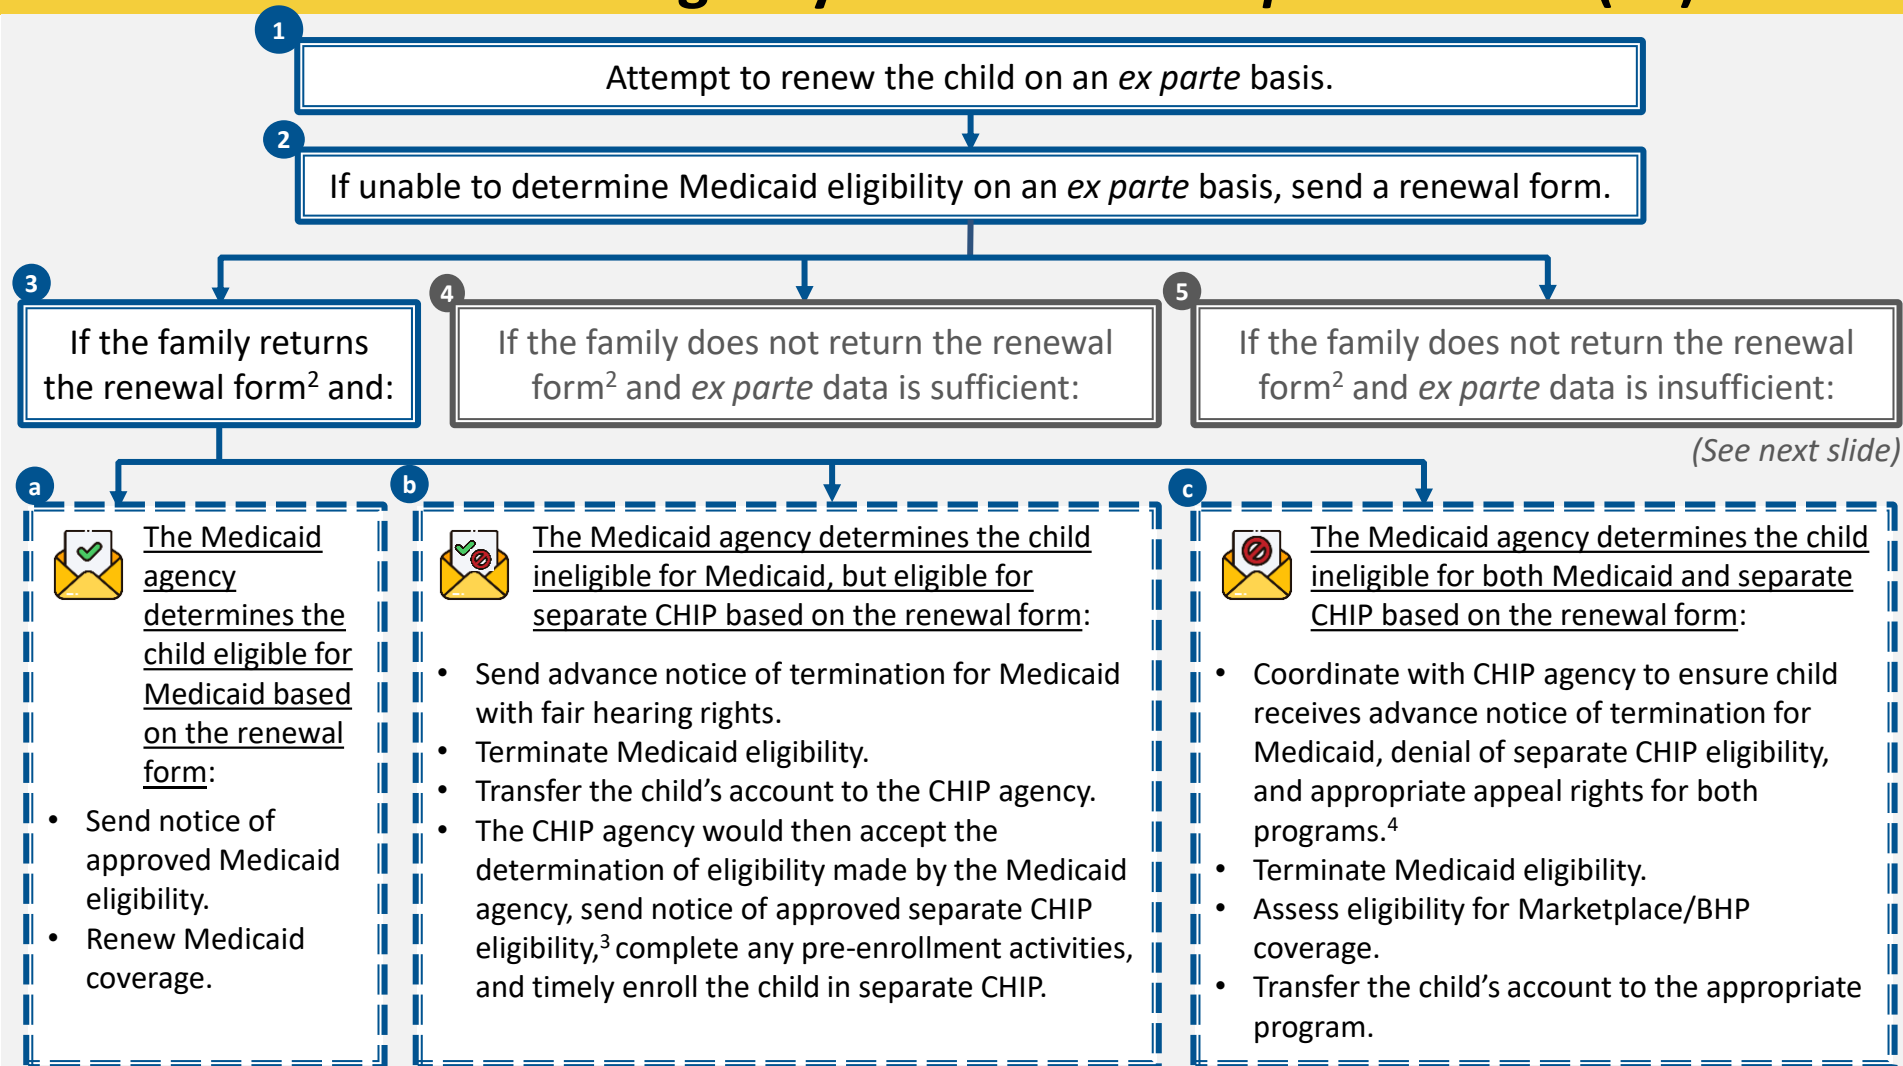 1
Attempt to renew the child on an ex parte basis.
2
If unable to determine Medicaid eligibility on an ex parte basis, send a renewal form.
3
If the family returns
the renewal form² and:
4
If the family does not return the renewal
form² and ex parte data is sufficient:
5
If the family does not return the renewal
form² and ex parte data is insufficient:
(See next slide)
a
The Medicaid
agency
determines the
child eligible for
Medicaid based
on the renewal
form:
• Send notice of
approved Medicaid
eligibility.
• Renew Medicaid
coverage.
b
The Medicaid agency determines the child
ineligible for Medicaid, but eligible for
separate CHIP based on the renewal form:
• Send advance notice of termination for Medicaid
with fair hearing rights.
• Terminate Medicaid eligibility.
• Transfer the child’s account to the CHIP agency.
• The CHIP agency would then accept the
determination of eligibility made by the Medicaid
agency, send notice of approved separate CHIP
eligibility,³ complete any pre-enrollment activities,
and timely enroll the child in separate CHIP.
c
The Medicaid agency determines the child
ineligible for both Medicaid and separate
CHIP based on the renewal form:
• Coordinate with CHIP agency to ensure child
receives advance notice of termination for
Medicaid, denial of separate CHIP eligibility,
and appropriate appeal rights for both
programs.⁴
• Terminate Medicaid eligibility.
• Assess eligibility for Marketplace/BHP
coverage.
• Transfer the child’s account to the appropriate
program.